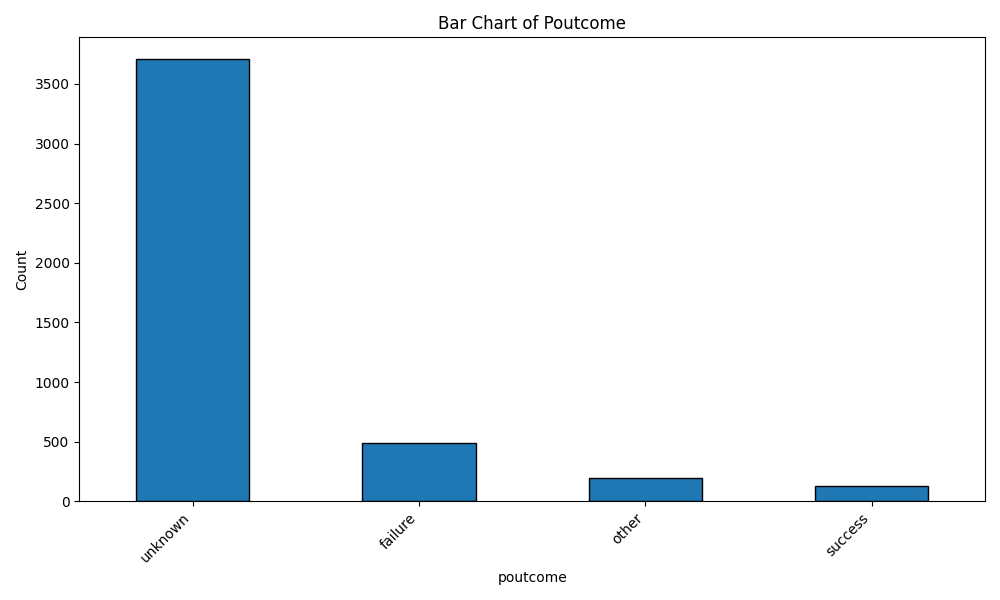 Bar Chart of Poutcome
Count
3500
3000
2500
2000
1500
1000
500
0
unknown
failure
other
success
poutcome